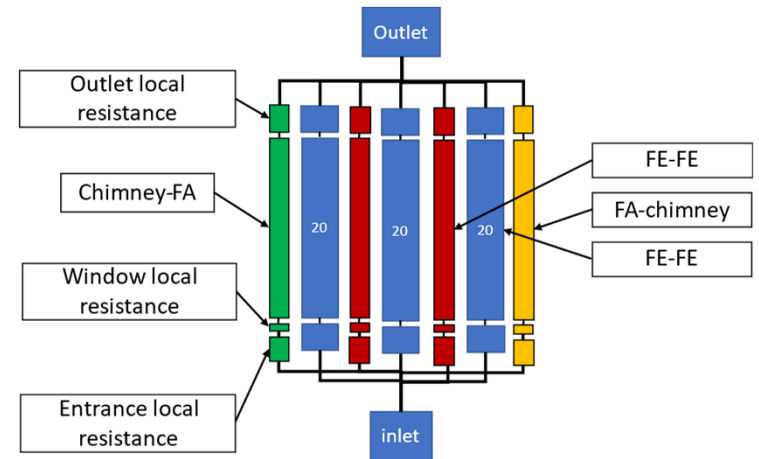 Outlet
Outlet local
resistance
FE-FE
Chimney-FA
FA-chimney
20
20
20
FE-FE
Window local
resistance
Entrance local
resistance
inlet